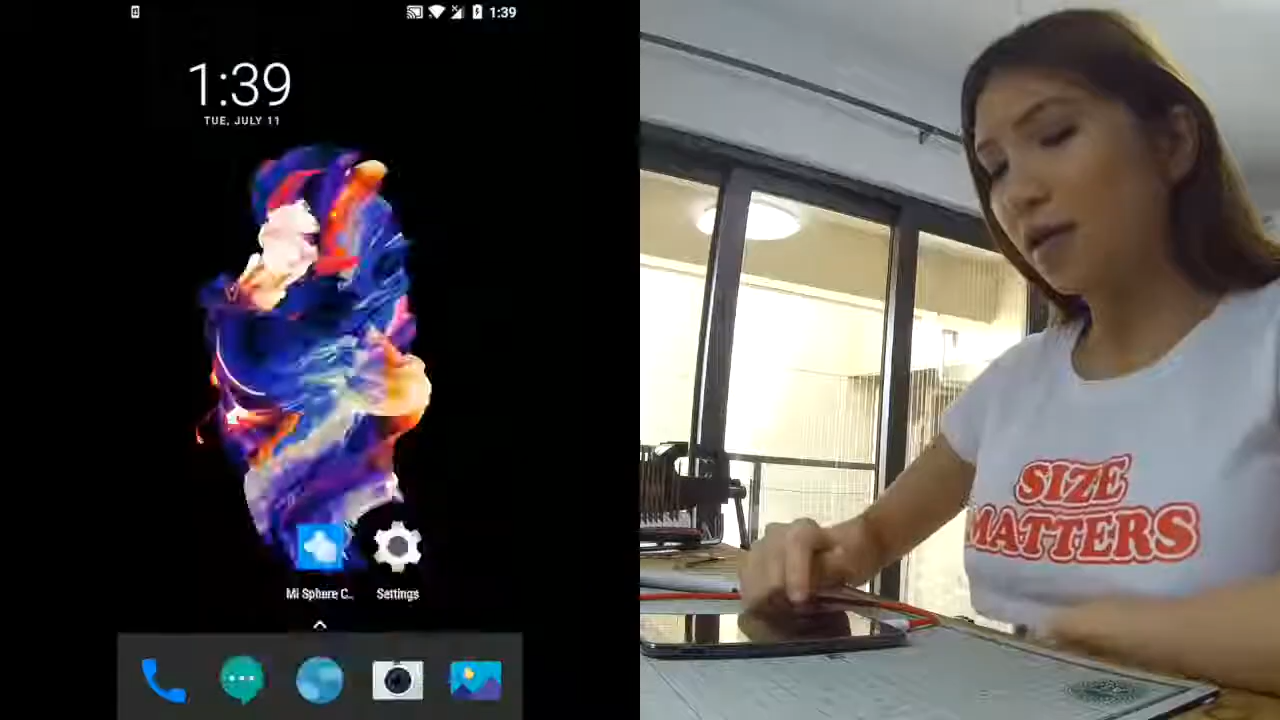 1:39
1:39
TUE, JULY 11
Mi Sphere C..
Settings
SIZE
MATTERS